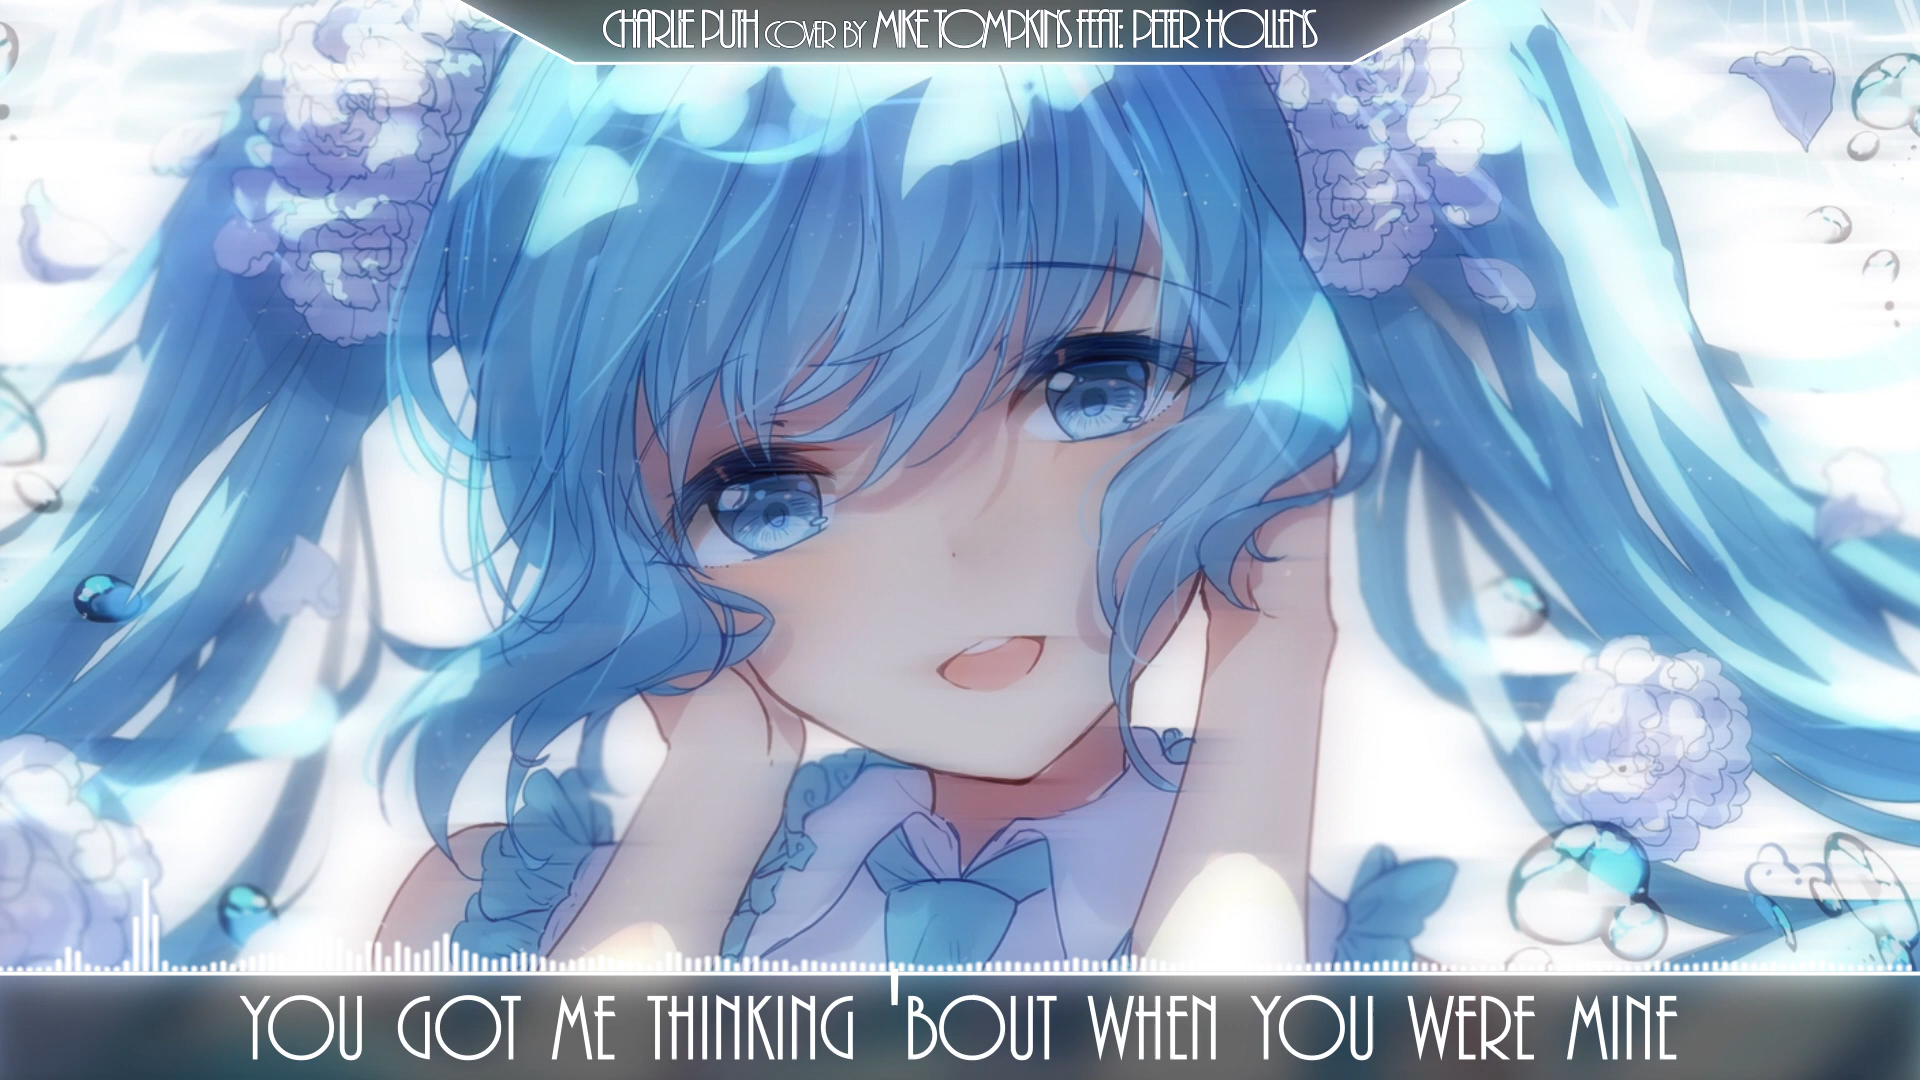 CHARLIE PUTH COVER BY MIKE TOMPKINS FEAT. PETER HOLLENS
YOU GOT ME THINKING 'BOUT WHEN YOU WERE MINE